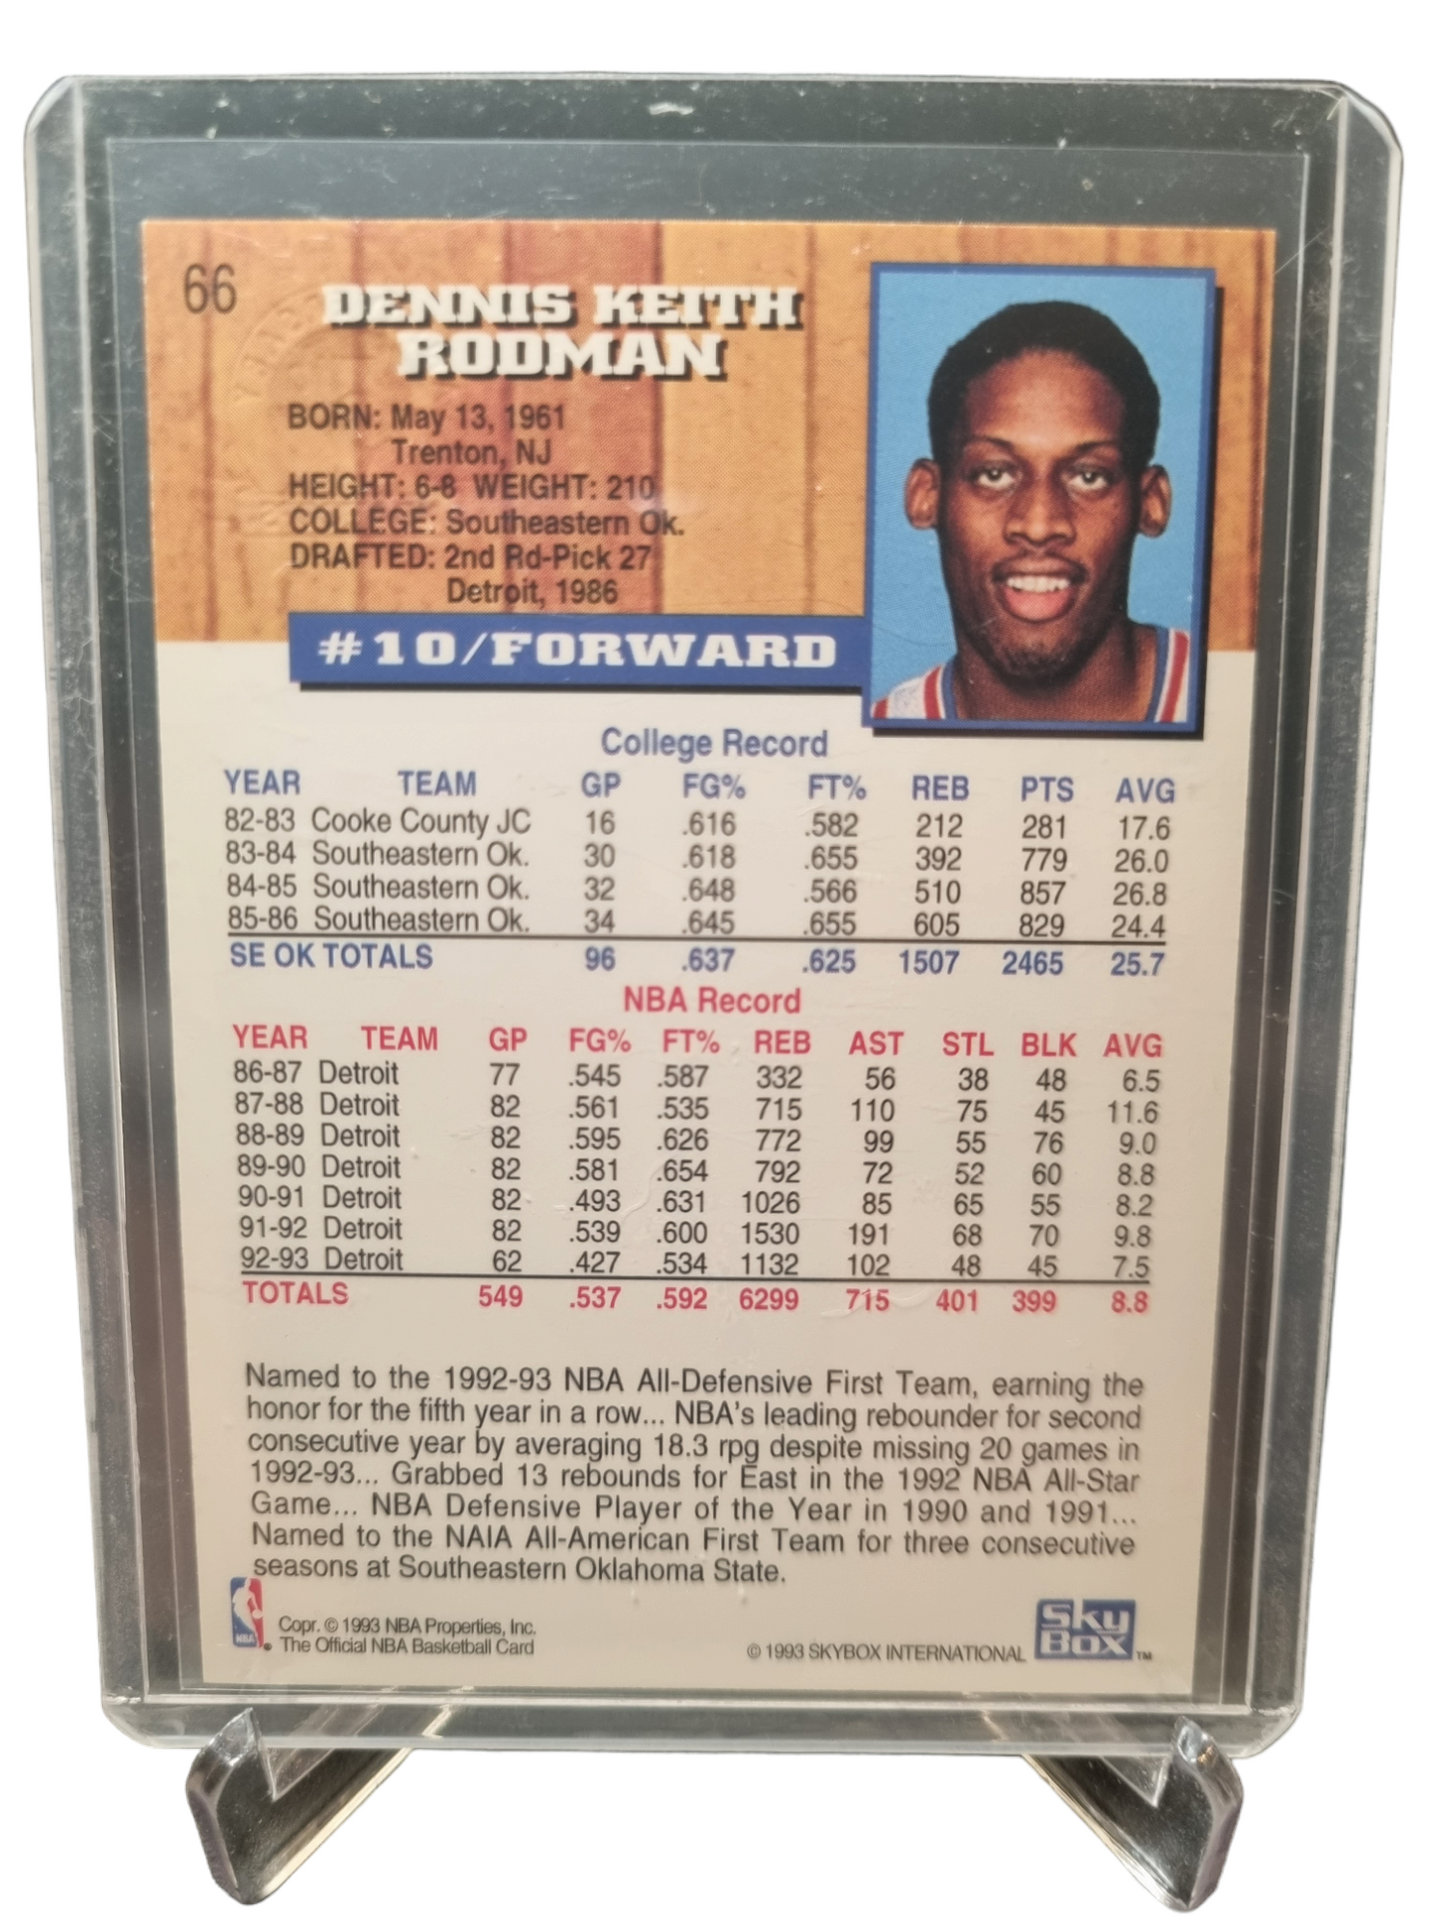 66
DENNIS KEITH
RODMAN
BORN: May 13, 1961
Trenton, NJ
HEIGHT: 6-8 WEIGHT: 210
COLLEGE: Southeastern Ok.
DRAFTED: 2nd Rd-Pick 27
Detroit, 1986
#10/FORWARD
College Record
YEAR TEAM GP FG% FT% REB PTS AVG
82-83 Cooke County JC 16 .616 .582 212 281 17.6
83-84 Southeastern Ok. 30 .618 .655 392 779 26.0
84-85 Southeastern Ok. 32 .648 .566 510 857 26.8
85-86 Southeastern Ok. 34 .645 .655 605 829 24.4
SE OK TOTALS 96 .637 .625 1507 2465 25.7
NBA Record
YEAR TEAM GP FG% FT% REB AST STL BLK AVG
86-87 Detroit 77 .545 .587 332 56 38 48 6.5
87-88 Detroit 82 .561 .535 715 110 75 45 11.6
88-89 Detroit 82 .595 .626 772 99 55 76 9.0
89-90 Detroit 82 .581 .654 792 72 52 60 8.8
90-91 Detroit 82 .493 .631 1026 85 65 55 8.2
91-92 Detroit 82 .539 .600 1530 191 68 70 9.8
92-93 Detroit 62 .427 .534 1132 102 48 45 7.5
TOTALS 549 .537 .592 6299 715 401 399 8.8
Named to the 1992-93 NBA All-Defensive First Team, earning the
honor for the fifth year in a row... NBA's leading rebounder for second
consecutive year by averaging 18.3 rpg despite missing 20 games in
1992-93... Grabbed 13 rebounds for East in the 1992 NBA All-Star
Game... NBA Defensive Player of the Year in 1990 and 1991...
Named to the NAIA All-American First Team for three consecutive
seasons at Southeastern Oklahoma State.
NBA
Copr. © 1993 NBA Properties, Inc.
The Official NBA Basketball Card
© 1993 SKYBOX INTERNATIONAL
Sky
BOX TM